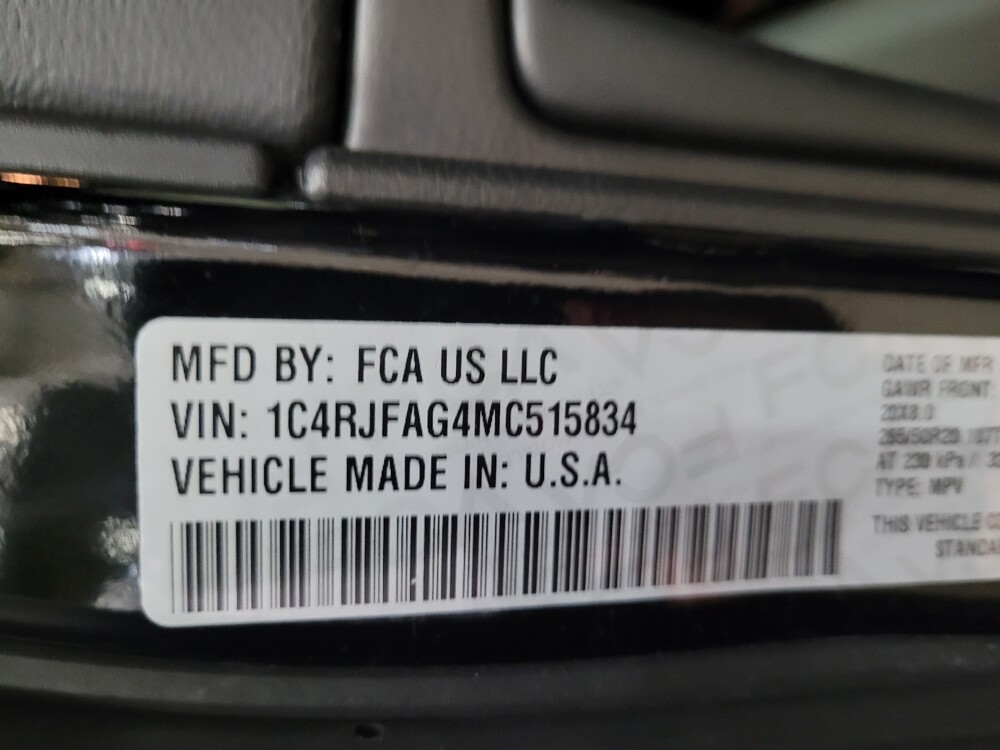 MFD BY: FCA US LLC
VIN: 1C4RJFAG4MC515834
VEHICLE MADE IN: U.S.A.
DATE OF MFR
GAWR FRONT
20X8.0
AT 230 kPa / 
TYPE: MPV
THIS VEHICLE